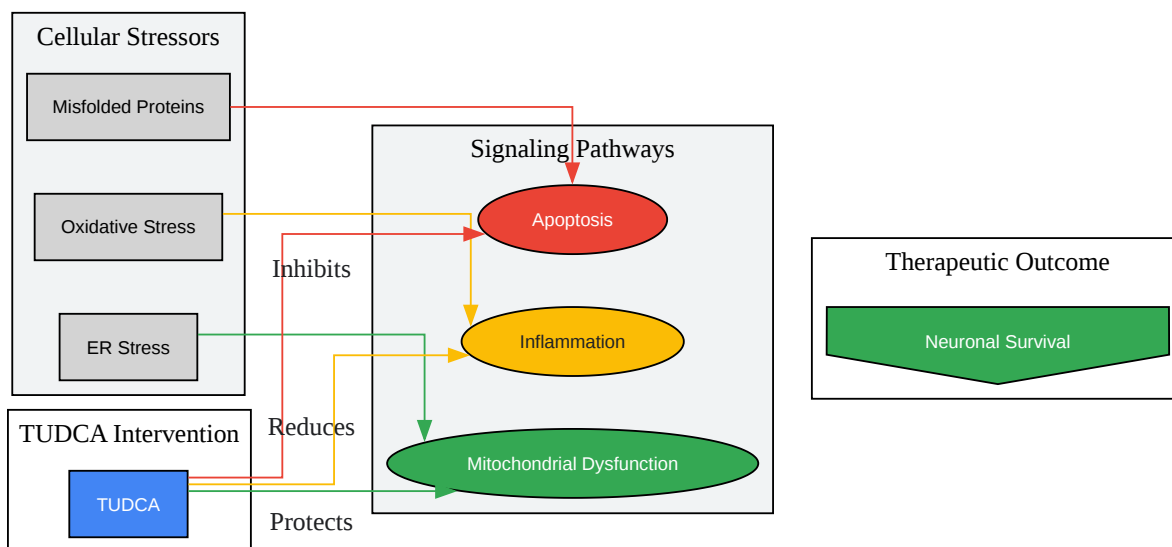 Cellular Stressors
Misfolded Proteins
Oxidative Stress
ER Stress
TUDCA Intervention
TUDCA
Inhibits
Reduces
Protects
Signaling Pathways
Apoptosis
Inflammation
Mitochondrial Dysfunction
Therapeutic Outcome
Neuronal Survival